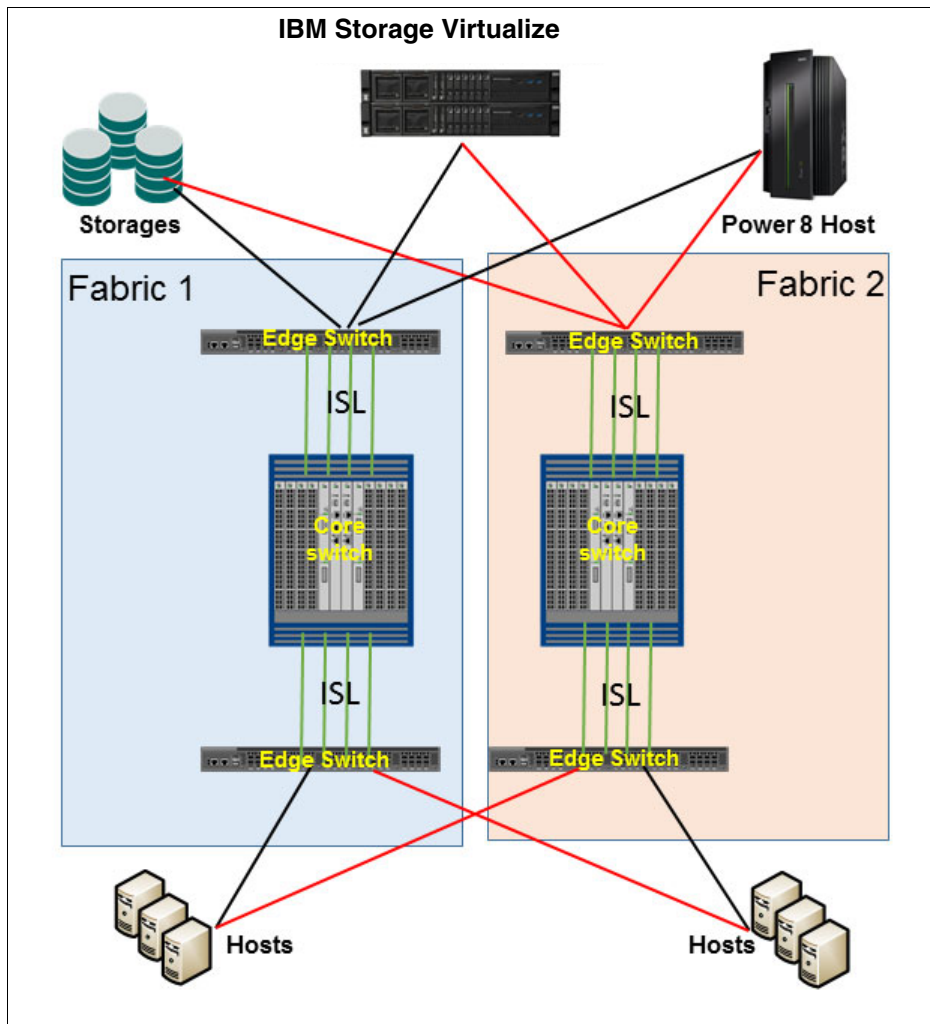 IBM Storage Virtualize
Storages
Power 8 Host
Fabric 1
Fabric 2
Edge Switch
Edge Switch
ISL
ISL
Core
switch
Core
switch
ISL
ISL
Edge Switch
Edge Switch
Hosts
Hosts